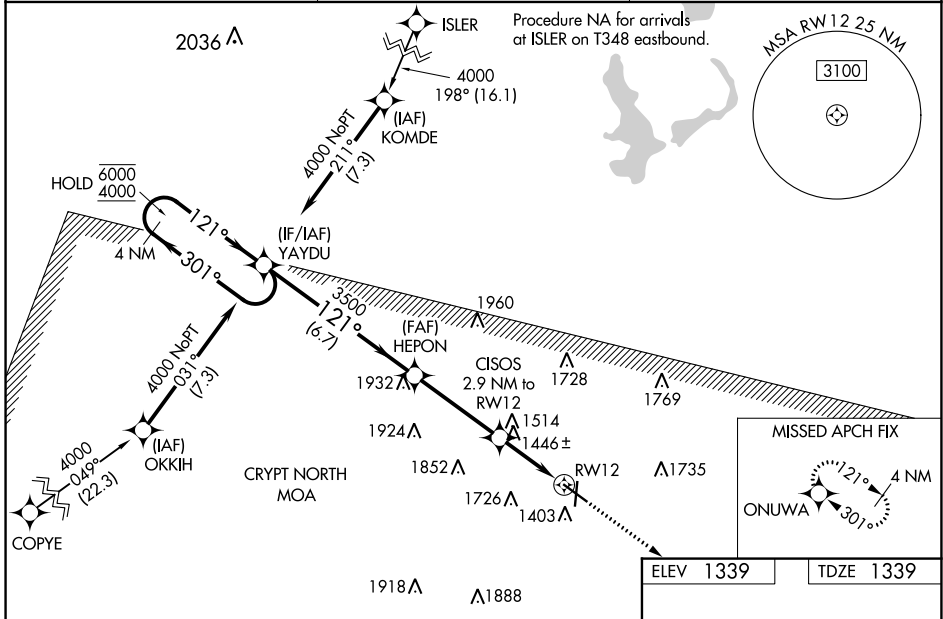 2036
ISLER
Procedure NA for arrivals
at ISLER on T348 eastbound.
MSA RW12 25 NM
3100
4000
198° (16.1)
(IAF)
KOMDE
4000 NoPT
211°
(7.3)
HOLD 6000
4000
121°
4 NM
301°
(IF/IAF)
YAYDU
3500
121°
(6.7)
1960
(FAF)
HEPON
1932
CISOS
2.9 NM to
RW12
1728
1769
4000 NoPT
031°
(7.3)
(IAF)
OKKIH
4000
049°
(22.3)
COPYE
CRYPT NORTH
MOA
1924
1514
1446±
1852
RW12
1735
1726
1403
MISSED APCH FIX
121°
4 NM
ONUWA
301°
1918
1888
ELEV 1339
TDZE 1339